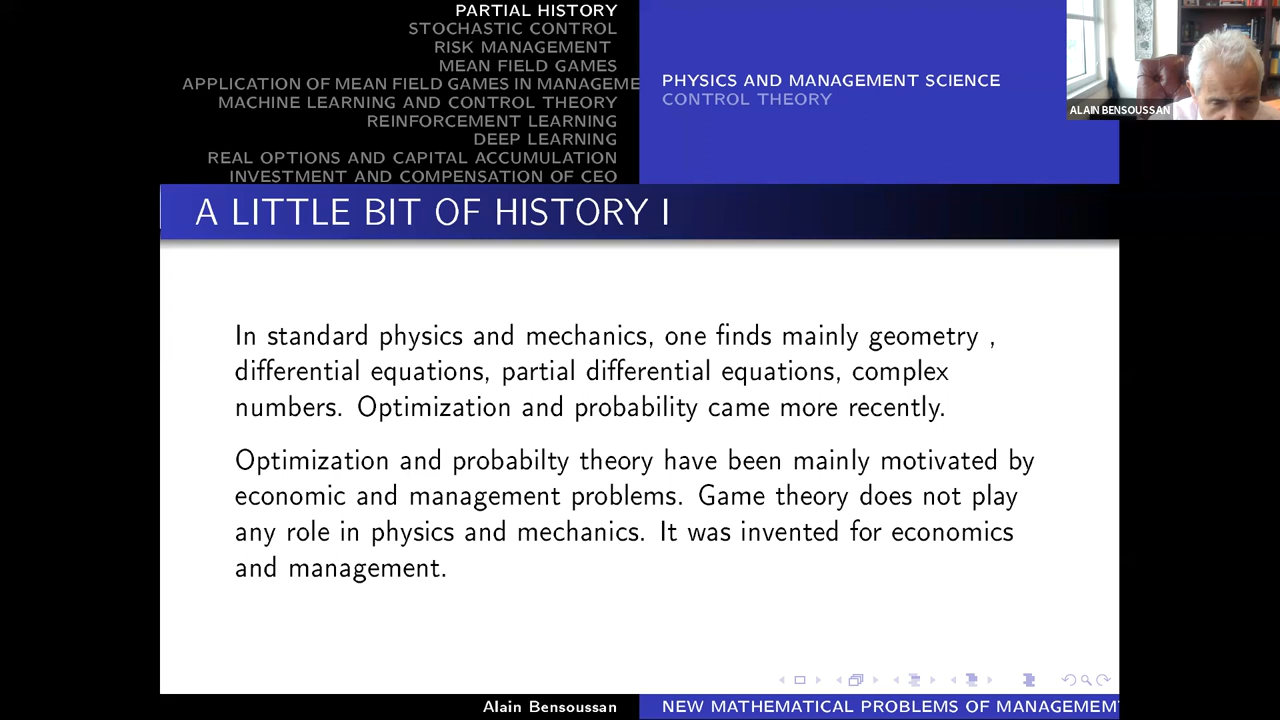 PARTIAL HISTORY
STOCHASTIC CONTROL
RISK MANAGEMENT
MEAN FIELD GAMES
APPLICATION OF MEAN FIELD GAMES IN MANAGEME
MACHINE LEARNING AND CONTROL THEORY
REINFORCEMENT LEARNING
DEEP LEARNING
REAL OPTIONS AND CAPITAL ACCUMULATION
INVESTMENT AND COMPENSATION OF CEO
PHYSICS AND MANAGEMENT SCIENCE
CONTROL THEORY
ALAIN BENSOUSSAN
A LITTLE BIT OF HISTORY I
In standard physics and mechanics, one finds mainly geometry ,
differential equations, partial differential equations, complex
numbers. Optimization and probability came more recently.
Optimization and probabilty theory have been mainly motivated by
economic and management problems. Game theory does not play
any role in physics and mechanics. It was invented for economics
and management.
Alain Bensoussan
NEW MATHEMATICAL PROBLEMS OF MANAGEMENT